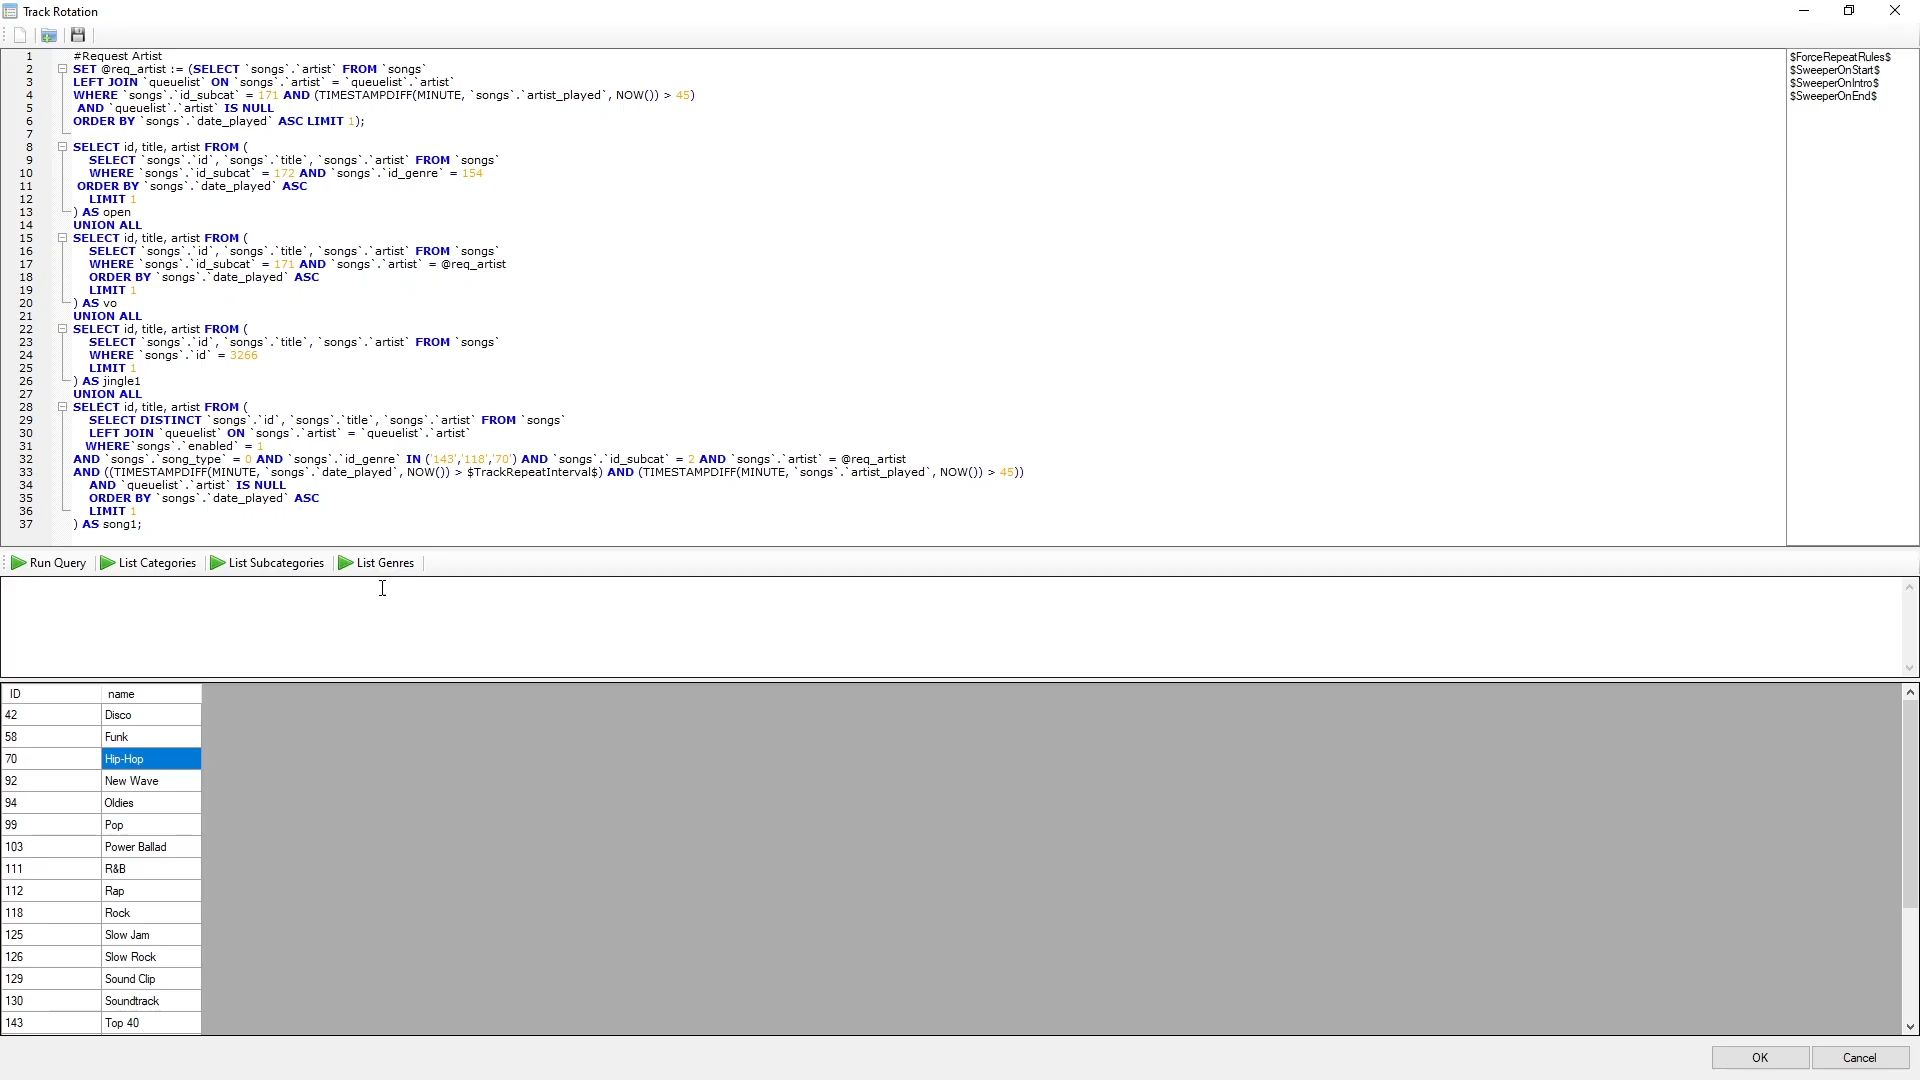 Track Rotation
1 #Request Artist
2 SET @req_artist := (SELECT `songs`.`artist` FROM `songs`
3 LEFT JOIN `queuelist` ON `songs`.`artist` = `queuelist`.`artist`
4 WHERE `songs`.`id_subcat` = 171 AND (TIMESTAMPDIFF(MINUTE, `songs`.`artist_played`, NOW()) > 45)
5 AND `queuelist`.`artist` IS NULL
6 ORDER BY `songs`.`date_played` ASC LIMIT 1);
7
8 SELECT id, title, artist FROM (
9 SELECT `songs`.`id`, `songs`.`title`, `songs`.`artist` FROM `songs`
10 WHERE `songs`.`id_subcat` = 172 AND `songs`.`id_genre` = 154
11 ORDER BY `songs`.`date_played` ASC
12 LIMIT 1
13 ) AS open
14 UNION ALL
15 SELECT id, title, artist FROM (
16 SELECT `songs`.`id`, `songs`.`title`, `songs`.`artist` FROM `songs`
17 WHERE `songs`.`id_subcat` = 171 AND `songs`.`artist` = @req_artist
18 ORDER BY `songs`.`date_played` ASC
19 LIMIT 1
20 ) AS vo
21 UNION ALL
22 SELECT id, title, artist FROM (
23 SELECT `songs`.`id`, `songs`.`title`, `songs`.`artist` FROM `songs`
24 WHERE `songs`.`id` = 3266
25 LIMIT 1
26 ) AS jingle1
27 UNION ALL
28 SELECT id, title, artist FROM (
29 SELECT DISTINCT `songs`.`id`, `songs`.`title`, `songs`.`artist` FROM `songs`
30 LEFT JOIN `queuelist` ON `songs`.`artist` = `queuelist`.`artist`
31 WHERE`songs`.`enabled` = 1
32 AND `songs`.`song_type` = 0 AND `songs`.`id_genre` IN ('143','118','70') AND `songs`.`id_subcat` = 2 AND `songs`.`artist` = @req_artist
33 AND ((TIMESTAMPDIFF(MINUTE, `songs`.`date_played`, NOW()) > $TrackRepeatInterval$) AND (TIMESTAMPDIFF(MINUTE, `songs`.`artist_played`, NOW()) > 45))
34 AND `queuelist`.`artist` IS NULL
35 ORDER BY `songs`.`date_played` ASC
36 LIMIT 1
37 ) AS song1;
$ForceRepeatRules$
$SweeperOnStart$
$SweeperOnIntro$
$SweeperOnEnd$
Run Query List Categories List Subcategories List Genres
ID name
42 Disco
58 Funk
70 Hip-Hop
92 New Wave
94 Oldies
99 Pop
103 Power Ballad
111 R&B
112 Rap
118 Rock
125 Slow Jam
126 Slow Rock
129 Sound Clip
130 Soundtrack
143 Top 40
OK Cancel